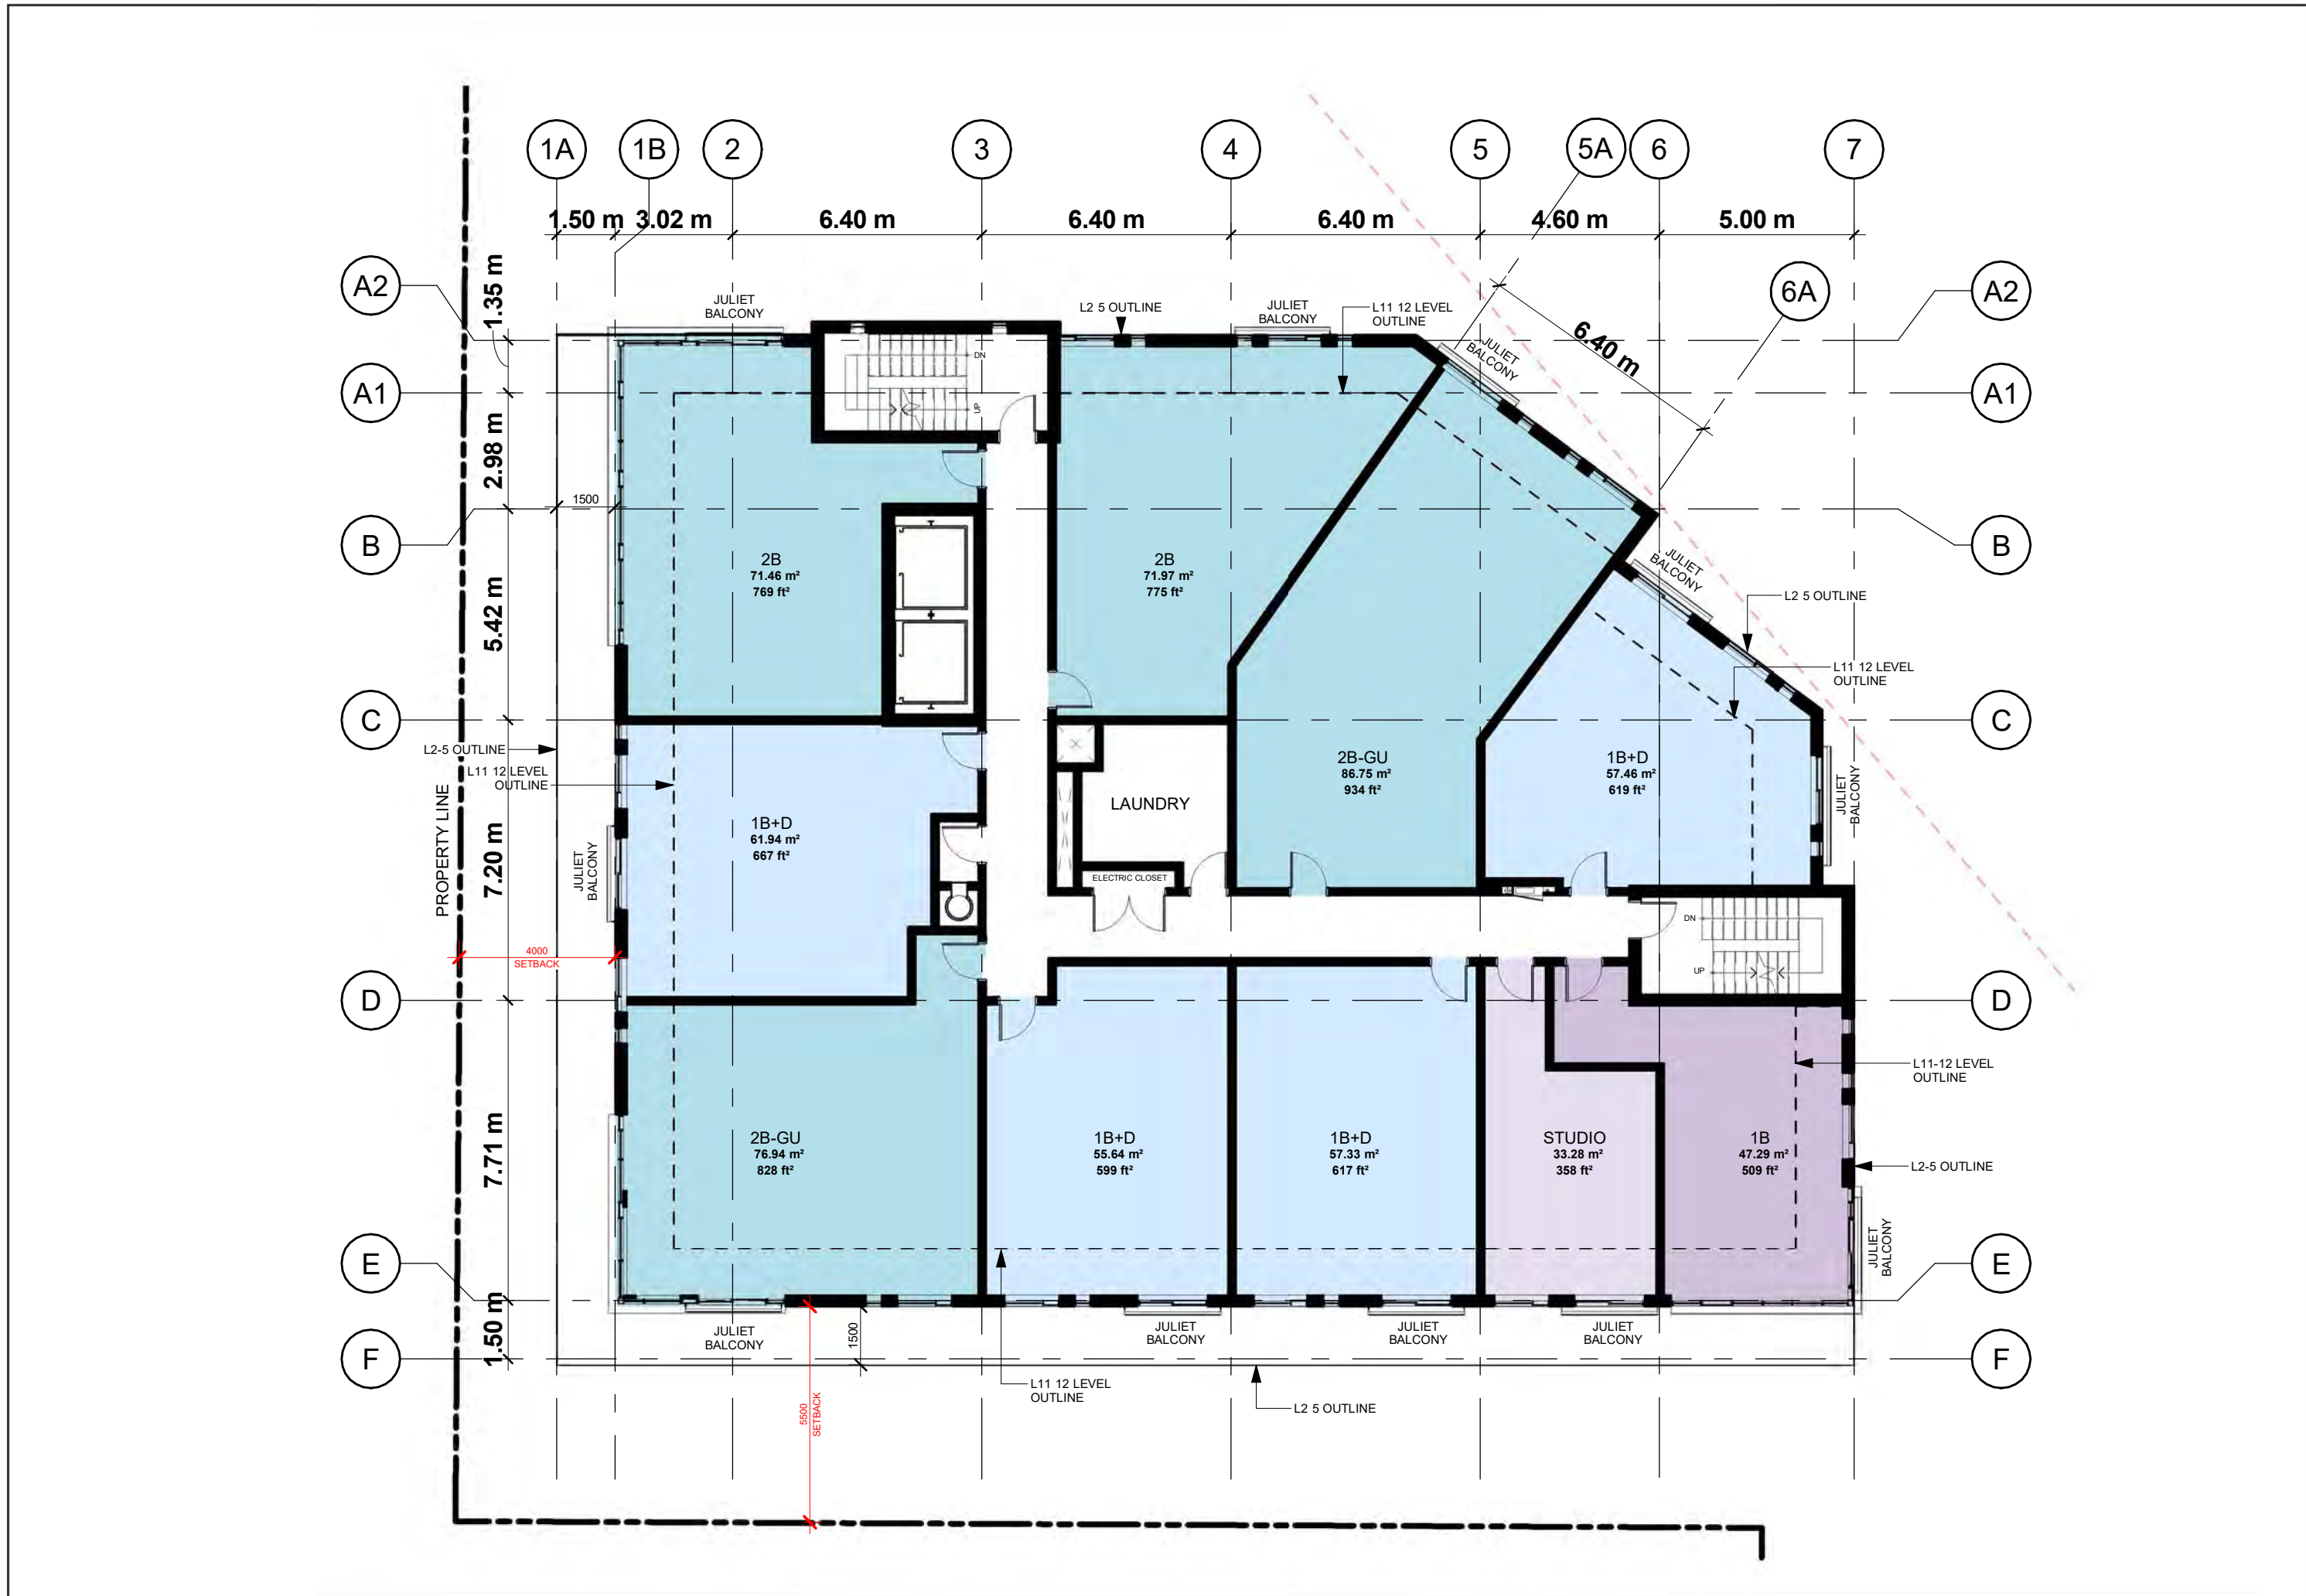 1A
1B
2
3
4
5
5A
6
7
1.50 m
3.02 m
6.40 m
6.40 m
6.40 m
4.60 m
5.00 m
A2
1.35 m
6A
A2
6.40 m
JULIET
BALCONY
L2 5 OUTLINE
JULIET
BALCONY
L11 12 LEVEL
OUTLINE
JULIET
BALCONY
DN
UP
A1
A1
2.98 m
1500
B
B
5.42 m
2B
71.46 m²
769 ft²
2B
71.97 m²
775 ft²
JULIET
BALCONY
L2 5 OUTLINE
L11 12 LEVEL
OUTLINE
C
C
L2-5 OUTLINE
L11 12 LEVEL
OUTLINE
2B-GU
86.75 m²
934 ft²
1B+D
57.46 m²
619 ft²
JULIET
BALCONY
LAUNDRY
PROPERTY LINE
7.20 m
JULIET
BALCONY
1B+D
61.94 m²
667 ft²
ELECTRIC CLOSET
DN
UP
4000
SETBACK
D
D
L11-12 LEVEL
OUTLINE
7.71 m
2B-GU
76.94 m²
828 ft²
1B+D
55.64 m²
599 ft²
1B+D
57.33 m²
617 ft²
STUDIO
33.28 m²
358 ft²
1B
47.29 m²
509 ft²
L2-5 OUTLINE
JULIET
BALCONY
E
E
1.50 m
JULIET
BALCONY
1500
JULIET
BALCONY
JULIET
BALCONY
JULIET
BALCONY
F
F
L11 12 LEVEL
OUTLINE
L2 5 OUTLINE
5500
SETBACK